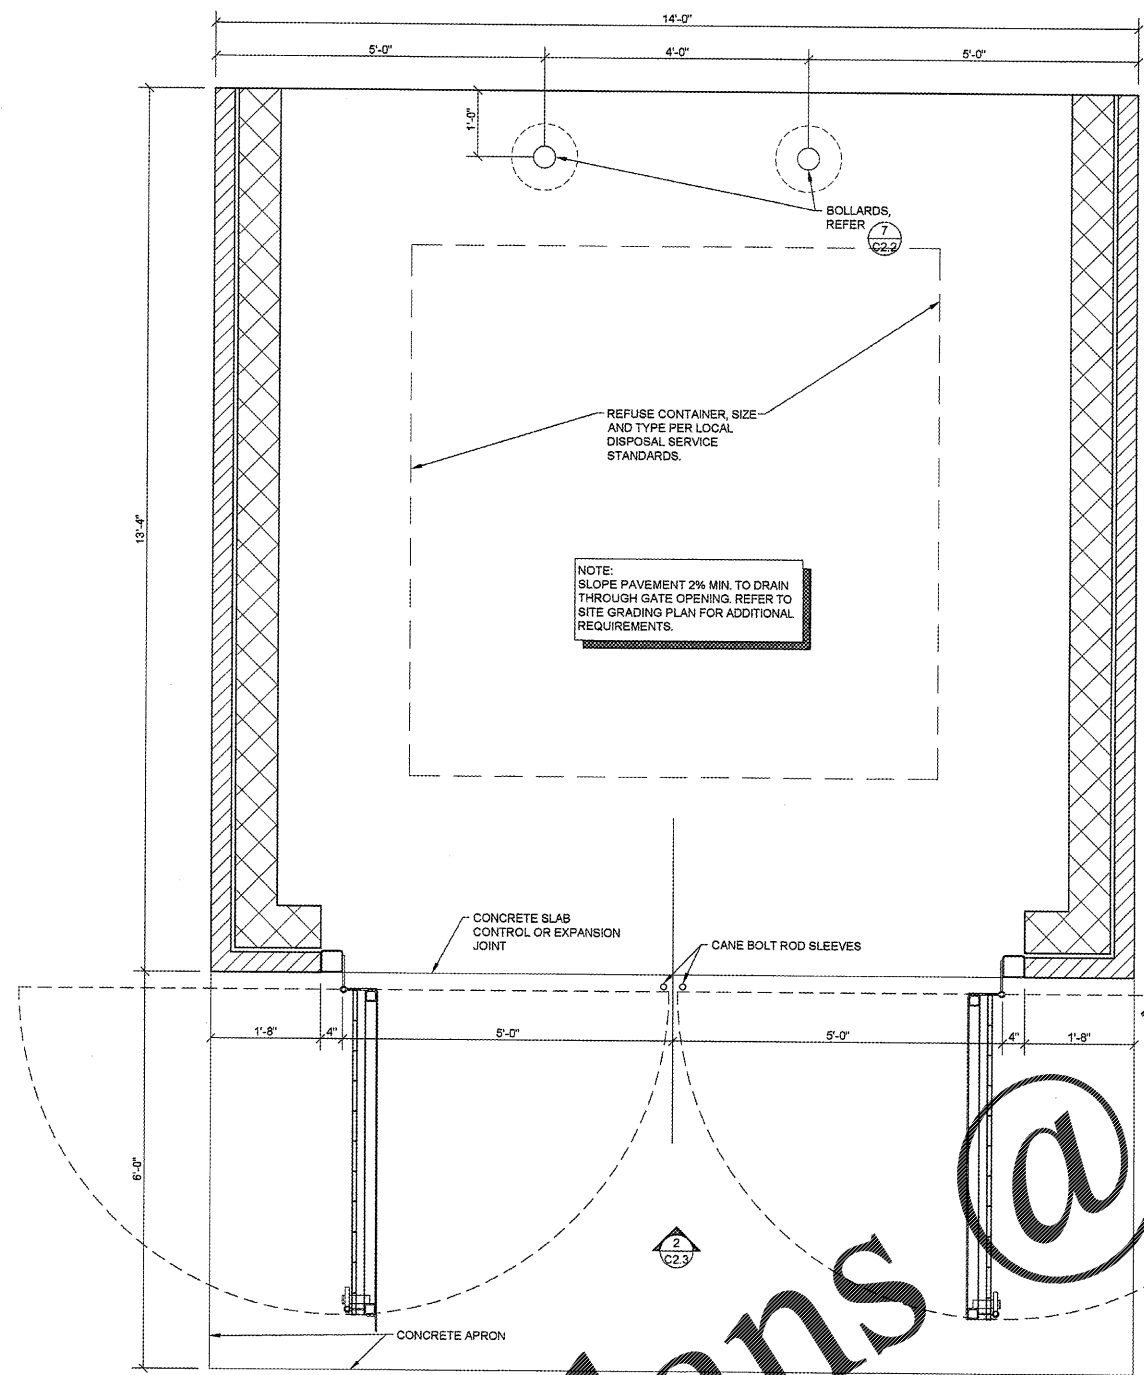 14'-0"
5'-0"
4'-0"
5'-0"
1'-0"
BOLLARDS,
REFER
7
C2.2
REFUSE CONTAINER, SIZE
AND TYPE PER LOCAL
DISPOSAL SERVICE
STANDARDS.
13'-4"
NOTE:
SLOPE PAVEMENT 2% MIN. TO DRAIN
THROUGH GATE OPENING. REFER TO
SITE GRADING PLAN FOR ADDITIONAL
REQUIREMENTS.
CONCRETE SLAB
CONTROL OR EXPANSION
JOINT
CANE BOLT ROD SLEEVES
1'-8"
4"
5'-0"
5'-0"
4"
1'-8"
6'-0"
2
C2.3
CONCRETE APRON
@